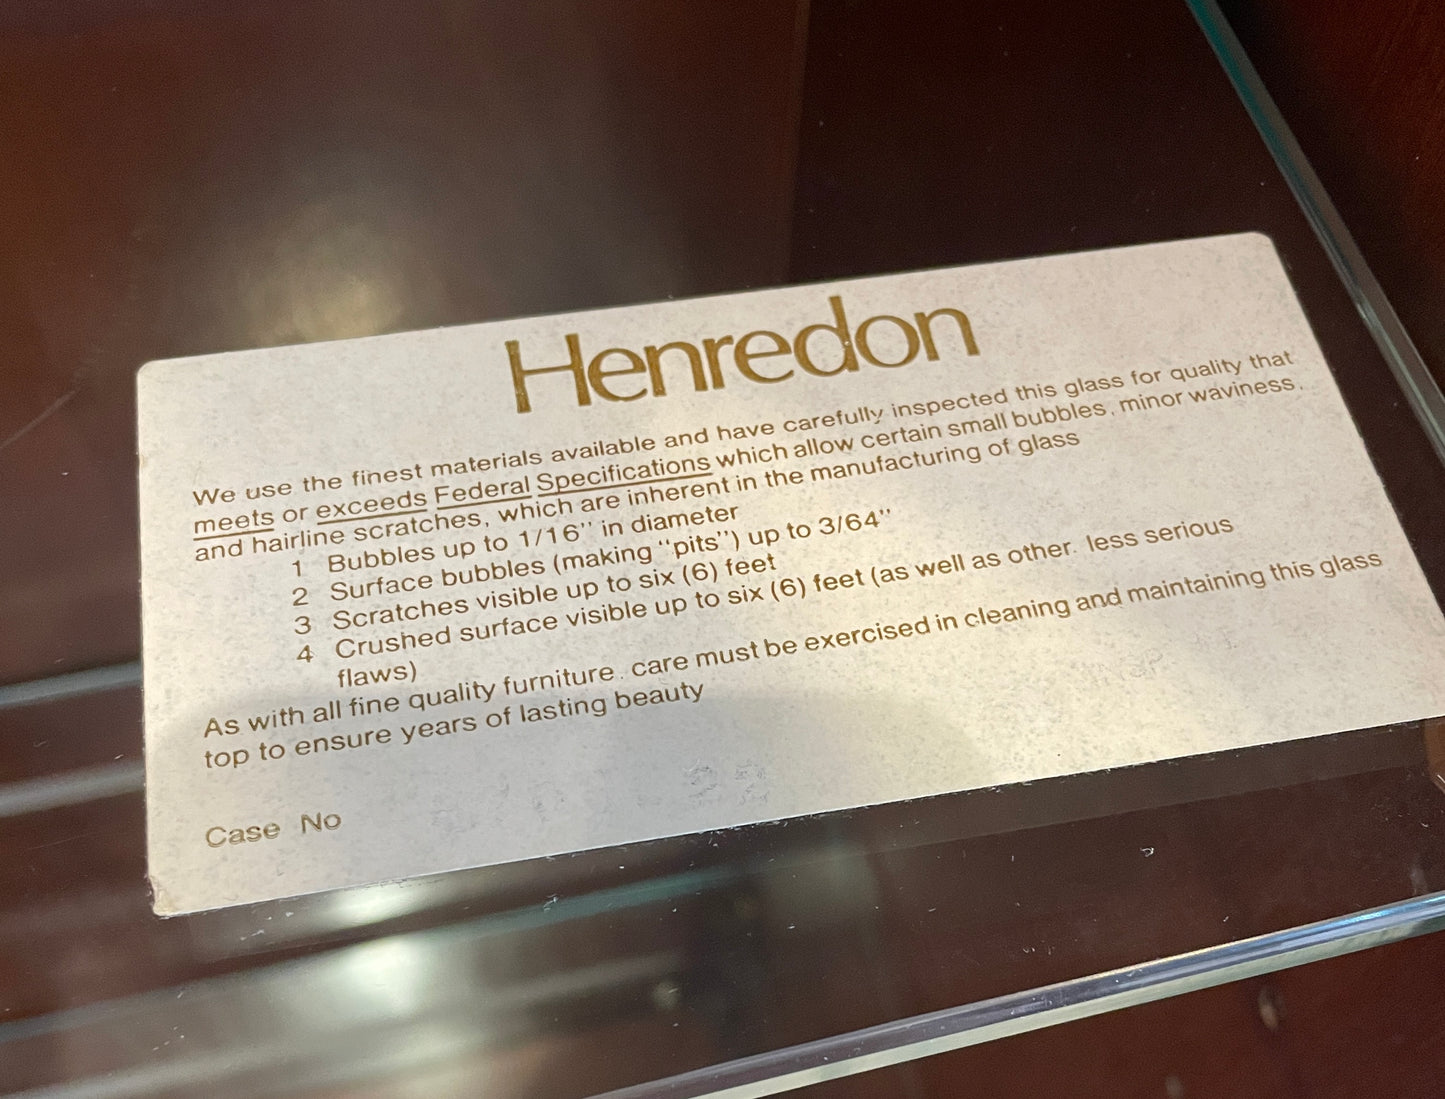 Henredon
We use the finest materials available and have carefully inspected this glass for quality that
meets or exceeds Federal Specifications which allow certain small bubbles, minor waviness,
and hairline scratches, which are inherent in the manufacturing of glass
1 Bubbles up to 1/16" in diameter
2 Surface bubbles (making "pits") up to 3/64"
3 Scratches visible up to six (6) feet
4 Crushed surface visible up to six (6) feet (as well as other. less serious
flaws)
As with all fine quality furniture. care must be exercised in cleaning and maintaining this glass
top to ensure years of lasting beauty
Case No